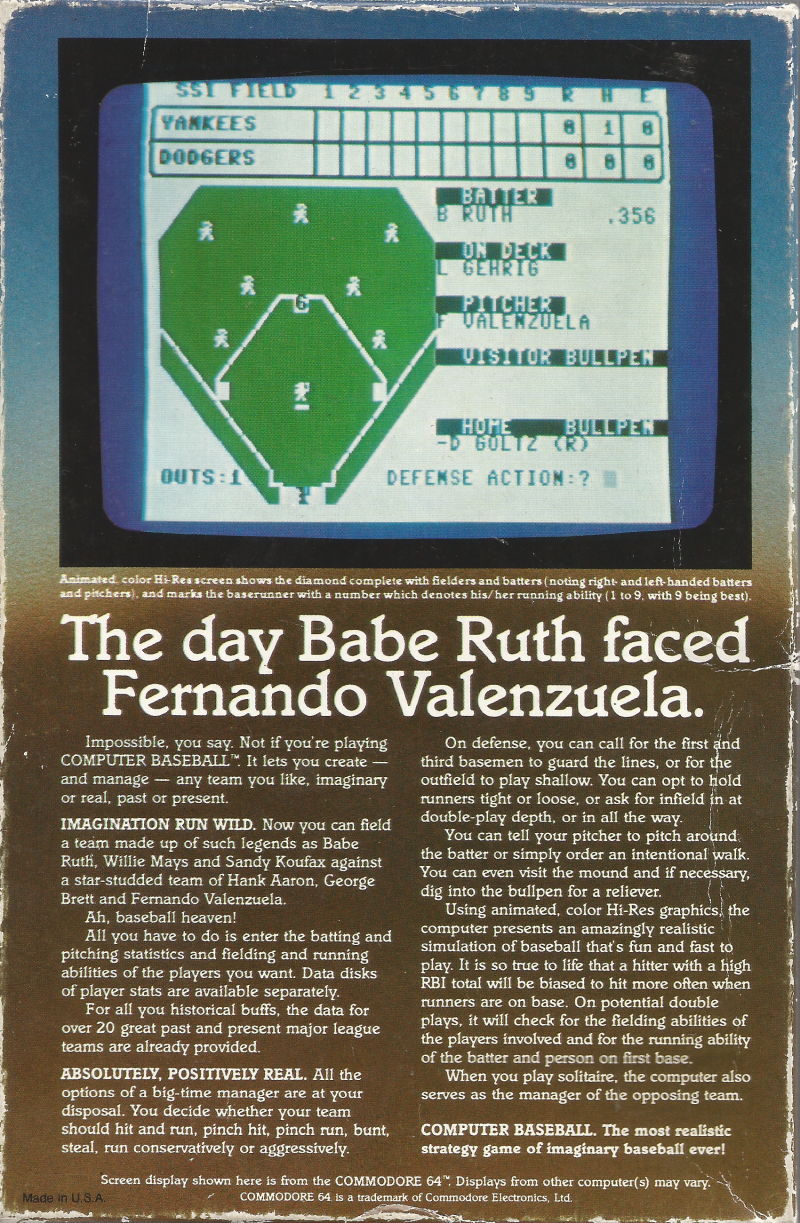 SSI FIELD 1 2 3 4 5 6 7 8 9 R H E
YANKEES 0 1 0
DODGERS 0 0 0
BATTER
B RUTH .356
ON DECK
L GEHRIG
6
PITCHER
F VALENZUELA
VISITOR BULLPEN
HOME BULLPEN
-D GOLTZ (R)
OUTS:1 DEFENSE ACTION:?
Animated, color Hi-Res screen shows the diamond complete with fielders and batters (noting right- and left-handed batters
and pitchers), and marks the baserunner with a number which denotes his/her running ability (1 to 9, with 9 being best).
The day Babe Ruth faced
Fernando Valenzuela.
Impossible, you say. Not if you're playing
COMPUTER BASEBALL™. It lets you create —
and manage — any team you like, imaginary
or real, past or present.
IMAGINATION RUN WILD. Now you can field
a team made up of such legends as Babe
Ruth, Willie Mays and Sandy Koufax against
a star-studded team of Hank Aaron, George
Brett and Fernando Valenzuela.
Ah, baseball heaven!
All you have to do is enter the batting and
pitching statistics and fielding and running
abilities of the players you want. Data disks
of player stats are available separately.
For all you historical buffs, the data for
over 20 great past and present major league
teams are already provided.
ABSOLUTELY, POSITIVELY REAL. All the
options of a big-time manager are at your
disposal. You decide whether your team
should hit and run, pinch hit, pinch run, bunt,
steal, run conservatively or aggressively.
On defense, you can call for the first and
third basemen to guard the lines, or for the
outfield to play shallow. You can opt to hold
runners tight or loose, or ask for infield in at
double-play depth, or in all the way.
You can tell your pitcher to pitch around
the batter or simply order an intentional walk.
You can even visit the mound and if necessary,
dig into the bullpen for a reliever.
Using animated, color Hi-Res graphics, the
computer presents an amazingly realistic
simulation of baseball that's fun and fast to
play. It is so true to life that a hitter with a high
RBI total will be biased to hit more often when
runners are on base. On potential double
plays, it will check for the fielding abilities of
the players involved and for the running ability
of the batter and person on first base.
When you play solitaire, the computer also
serves as the manager of the opposing team.
COMPUTER BASEBALL. The most realistic
strategy game of imaginary baseball ever!
Screen display shown here is from the COMMODORE 64™. Displays from other computer(s) may vary.
Made in U.S.A. COMMODORE 64 is a trademark of Commodore Electronics, Ltd.